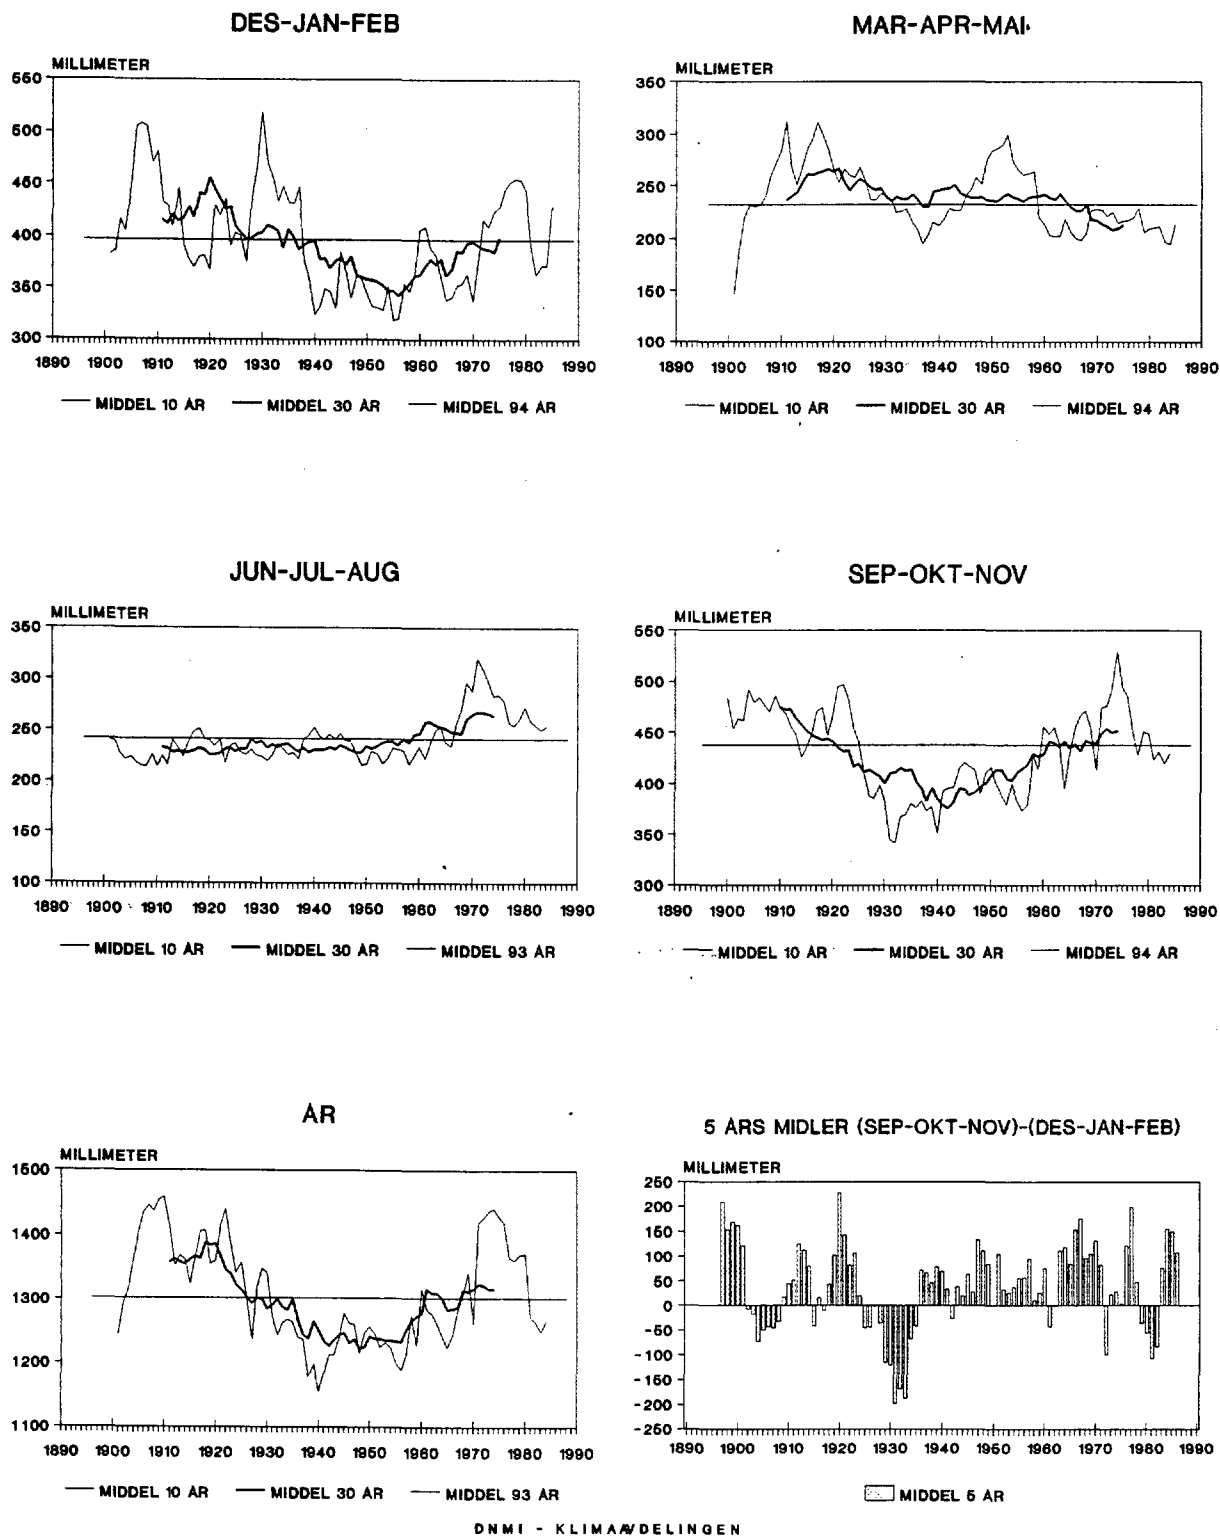 DES-JAN-FEB
MILLIMETER
550
500
450
400
350
300
1890 1900 1910 1920 1930 1940 1950 1960 1970 1980 1990
MIDDEL 10 ÅR MIDDEL 30 ÅR MIDDEL 94 ÅR
MAR-APR-MAI
MILLIMETER
350
300
250
200
150
100
1890 1900 1910 1920 1930 1940 1950 1960 1970 1980 1990
MIDDEL 10 ÅR MIDDEL 30 ÅR MIDDEL 94 ÅR
JUN-JUL-AUG
MILLIMETER
350
300
250
200
150
100
1890 1900 1910 1920 1930 1940 1950 1960 1970 1980 1990
MIDDEL 10 ÅR MIDDEL 30 ÅR MIDDEL 93 ÅR
SEP-OKT-NOV
MILLIMETER
550
500
450
400
350
300
1890 1900 1910 1920 1930 1940 1950 1960 1970 1980 1990
MIDDEL 10 ÅR MIDDEL 30 ÅR MIDDEL 94 ÅR
ÅR
MILLIMETER
1500
1400
1300
1200
1100
1890 1900 1910 1920 1930 1940 1950 1960 1970 1980 1990
MIDDEL 10 ÅR MIDDEL 30 ÅR MIDDEL 93 ÅR
5 ÅRS MIDLER (SEP-OKT-NOV)-(DES-JAN-FEB)
MILLIMETER
250
200
150
100
50
0
-50
-100
-150
-200
-250
1890 1900 1910 1920 1930 1940 1950 1960 1970 1980 1990
MIDDEL 5 ÅR
DNMI - KLIMAAVDELINGEN